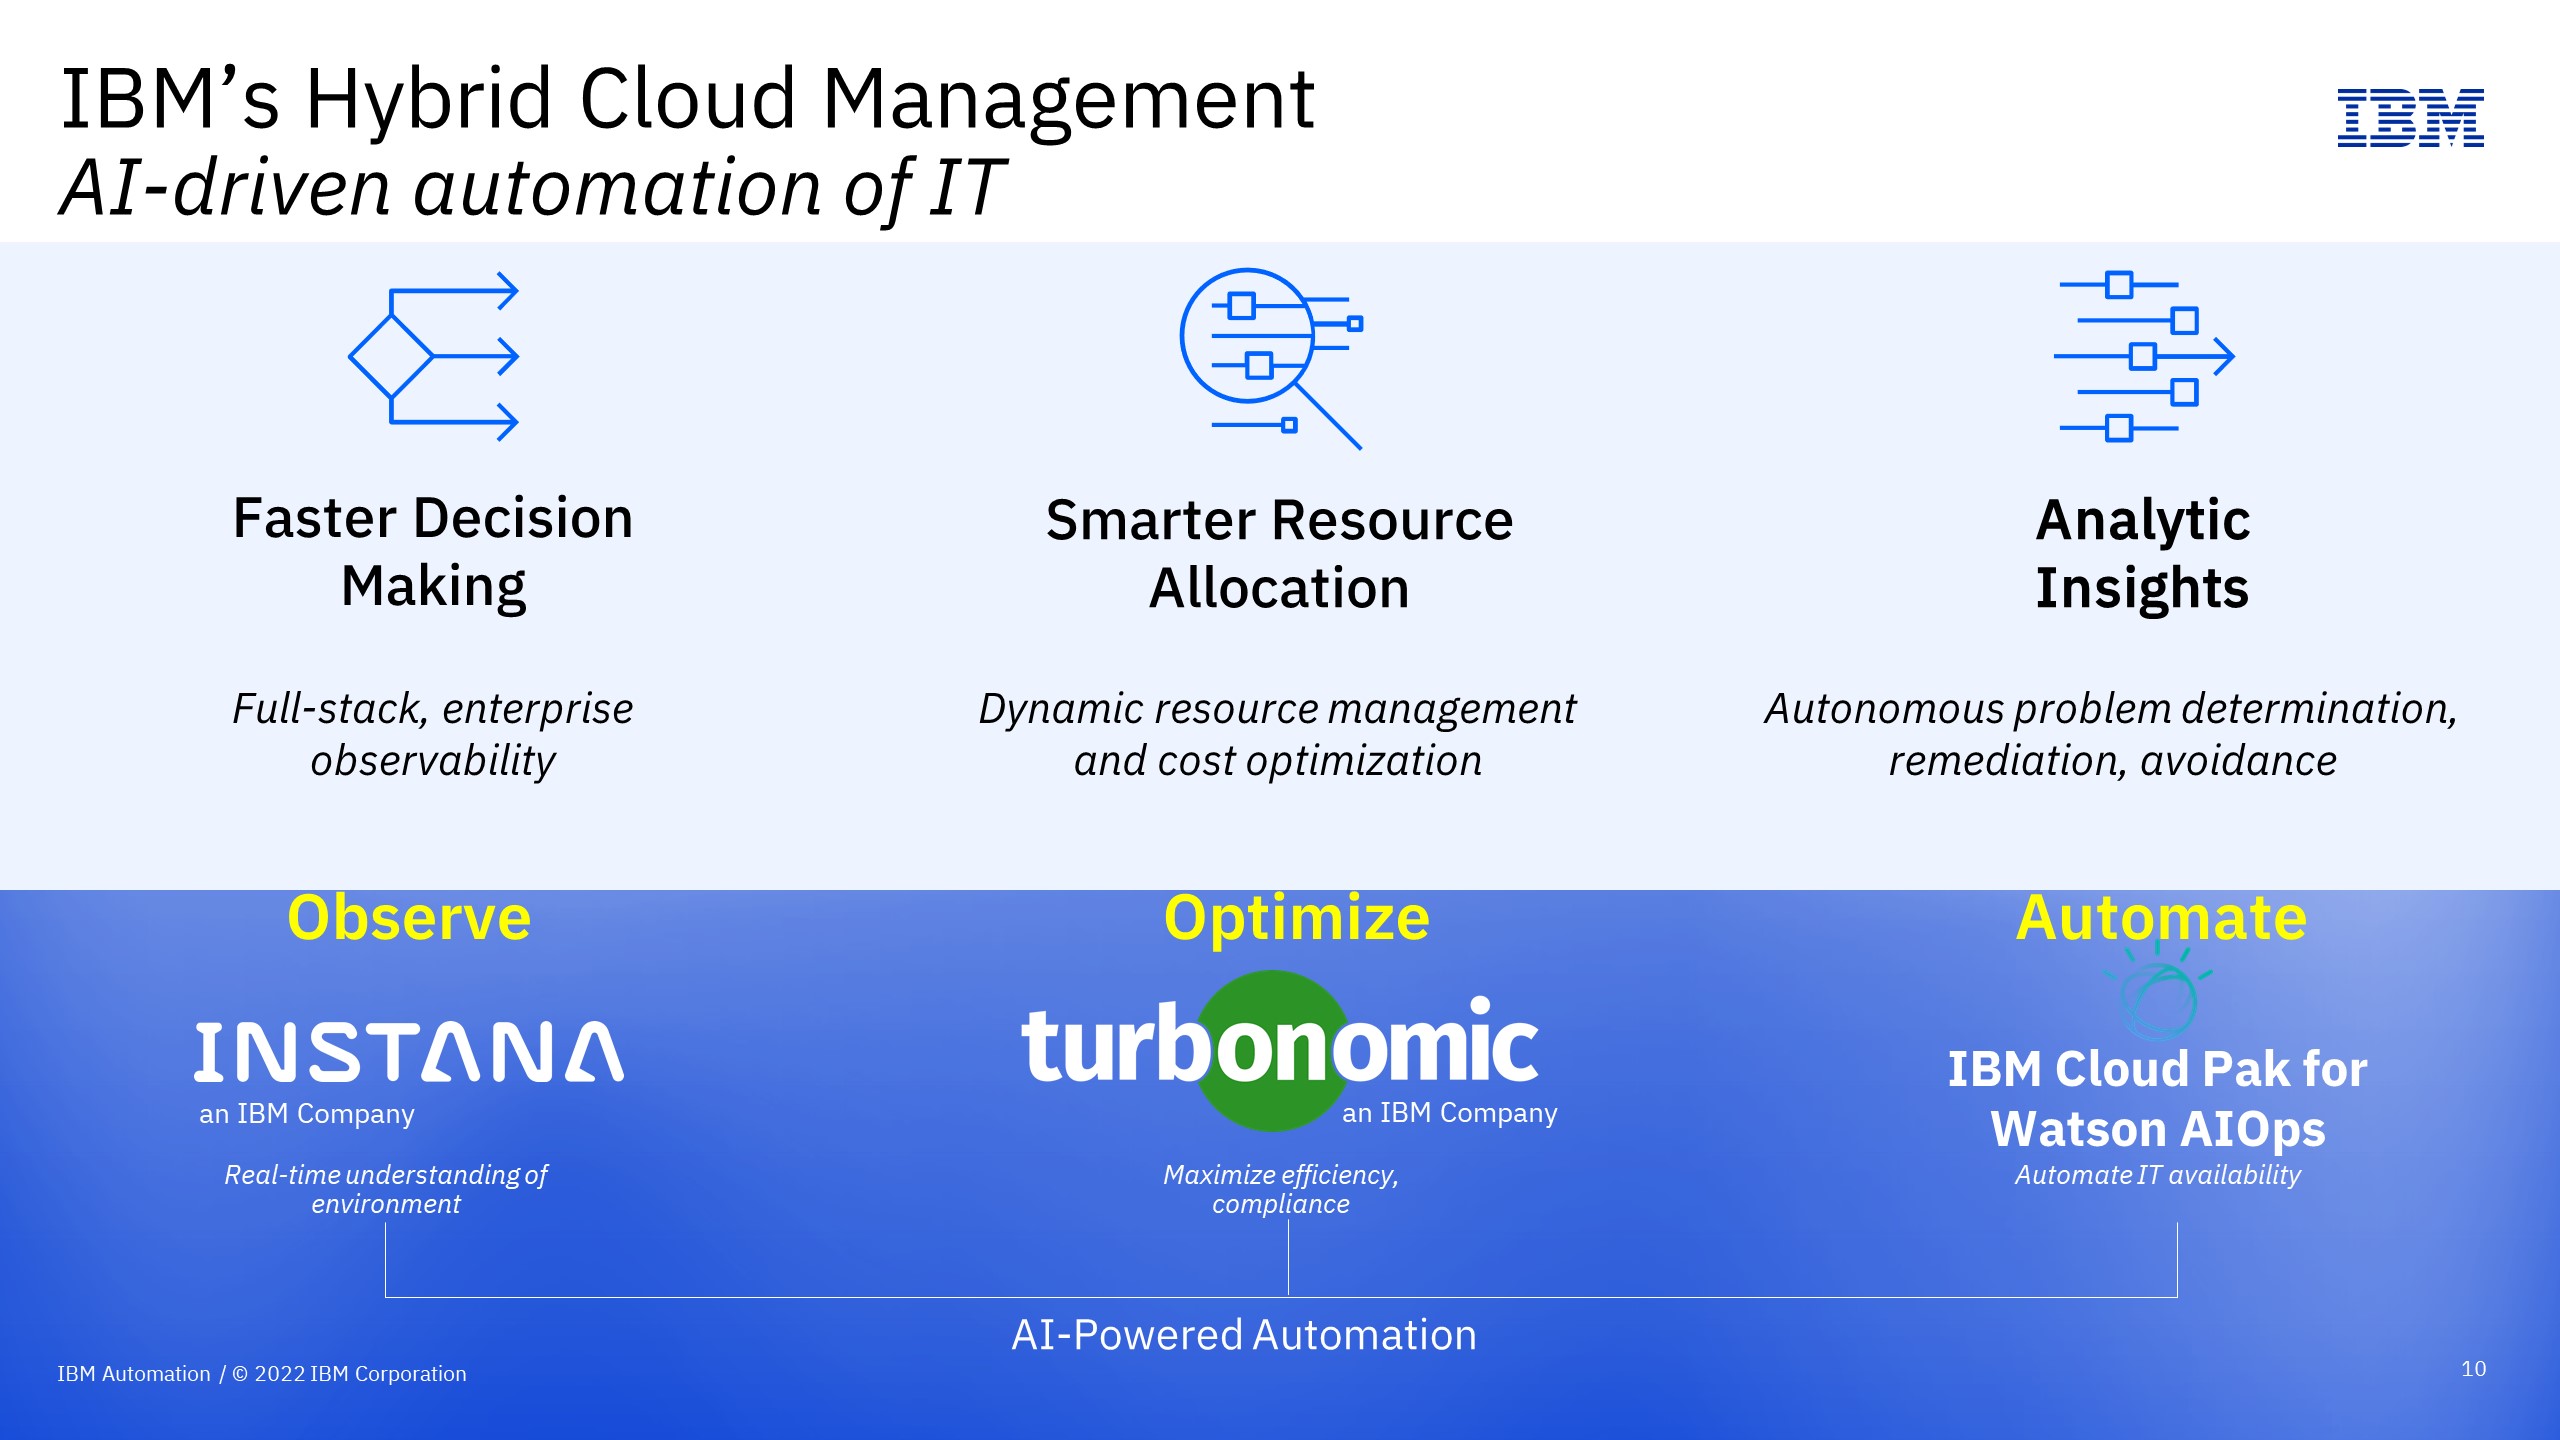 IBM’s Hybrid Cloud Management
AI-driven automation of IT
IBM
Faster Decision
Making
Smarter Resource
Allocation
Analytic
Insights
Full-stack, enterprise
observability
Dynamic resource management
and cost optimization
Autonomous problem determination,
remediation, avoidance
Observe
Optimize
Automate
INSTANA
an IBM Company
turbonomic
an IBM Company
IBM Cloud Pak for
Watson AIOps
Real-time understanding of
environment
Maximize efficiency,
compliance
Automate IT availability
AI-Powered Automation
IBM Automation / © 2022 IBM Corporation
10